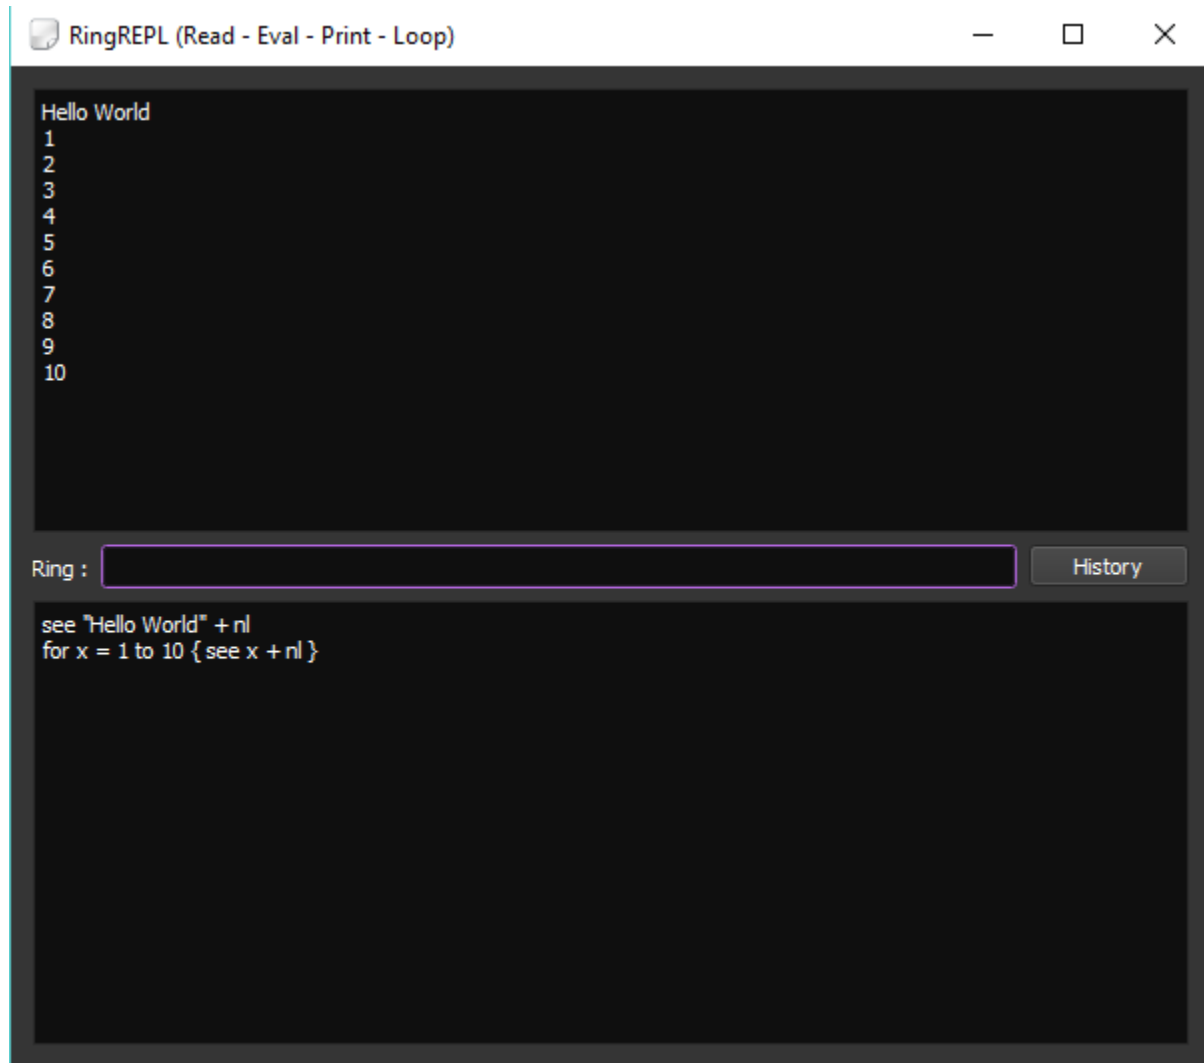 RingREPL (Read - Eval - Print - Loop)
Hello World
1
2
3
4
5
6
7
8
9
10
Ring :
History
see "Hello World" + nl
for x = 1 to 10 { see x + nl }